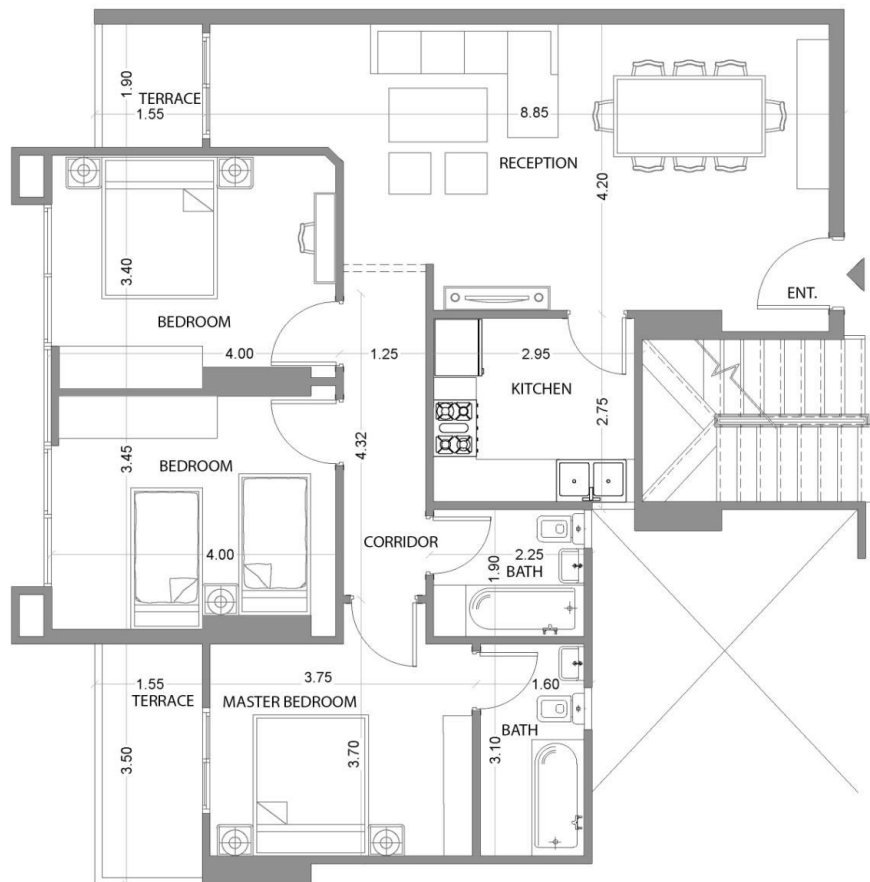 1.90
TERRACE
1.55
8.85
RECEPTION
4.20
3.40
ENT.
BEDROOM
4.00
1.25
2.95
KITCHEN
2.75
3.45
4.32
BEDROOM
CORRIDOR
4.00
2.25
1.90
BATH
3.75
1.55
1.60
TERRACE
MASTER BEDROOM
BATH
3.50
3.70
3.10